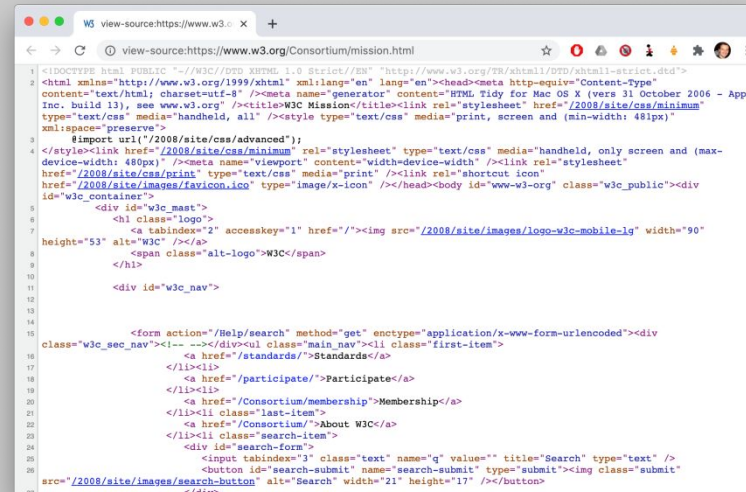 W3 view-source:https://www.w3.o
view-source:https://www.w3.org/Consortium/mission.html
1 <!DOCTYPE html PUBLIC "-//W3C//DTD XHTML 1.0 Strict//EN" "http://www.w3.org/TR/xhtml1/DTD/xhtml1-strict.dtd">
2 <html xmlns="http://www.w3.org/1999/xhtml" xml:lang="en" lang="en"><head><meta http-equiv="Content-Type"
content="text/html; charset=utf-8" /><meta name="generator" content="HTML Tidy for Mac OS X (vers 31 October 2006 - App
Inc. build 13), see www.w3.org" /><title>W3C Mission</title><link rel="stylesheet" href="/2008/site/css/minimum"
type="text/css" media="handheld, all" /><style type="text/css" media="print, screen and (min-width: 481px)"
xml:space="preserve">
3 @import url("/2008/site/css/advanced");
4 </style><link href="/2008/site/css/minimum" rel="stylesheet" type="text/css" media="handheld, only screen and (max-
device-width: 480px)" /><meta name="viewport" content="width=device-width" /><link rel="stylesheet"
href="/2008/site/css/print" type="text/css" media="print" /><link rel="shortcut icon"
href="/2008/site/images/favicon.ico" type="image/x-icon" /></head><body id="www-w3-org" class="w3c_public"><div
id="w3c_container">
5 <div id="w3c_mast">
6 <h1 class="logo">
7 <a tabindex="2" accesskey="1" href="/"><img src="/2008/site/images/logo-w3c-mobile-lg" width="90"
height="53" alt="W3C" /></a>
8 <span class="alt-logo">W3C</span>
9 </h1>
10
11 <div id="w3c_nav">
12
13
14
15 <form action="/Help/search" method="get" enctype="application/x-www-form-urlencoded"><div
class="w3c_sec_nav"><!-- --></div><ul class="main_nav"><li class="first-item">
16 <a href="/standards/">Standards</a>
17 </li><li>
18 <a href="/participate/">Participate</a>
19 </li><li>
20 <a href="/Consortium/membership">Membership</a>
21 </li><li class="last-item">
22 <a href="/Consortium/">About W3C</a>
23 </li><li class="search-item">
24 <div id="search-form">
25 <input tabindex="3" class="text" name="q" value="" title="Search" type="text" />
26 <button id="search-submit" name="search-submit" type="submit"><img class="submit"
src="/2008/site/images/search-button" alt="Search" width="21" height="17" /></button>
</div>